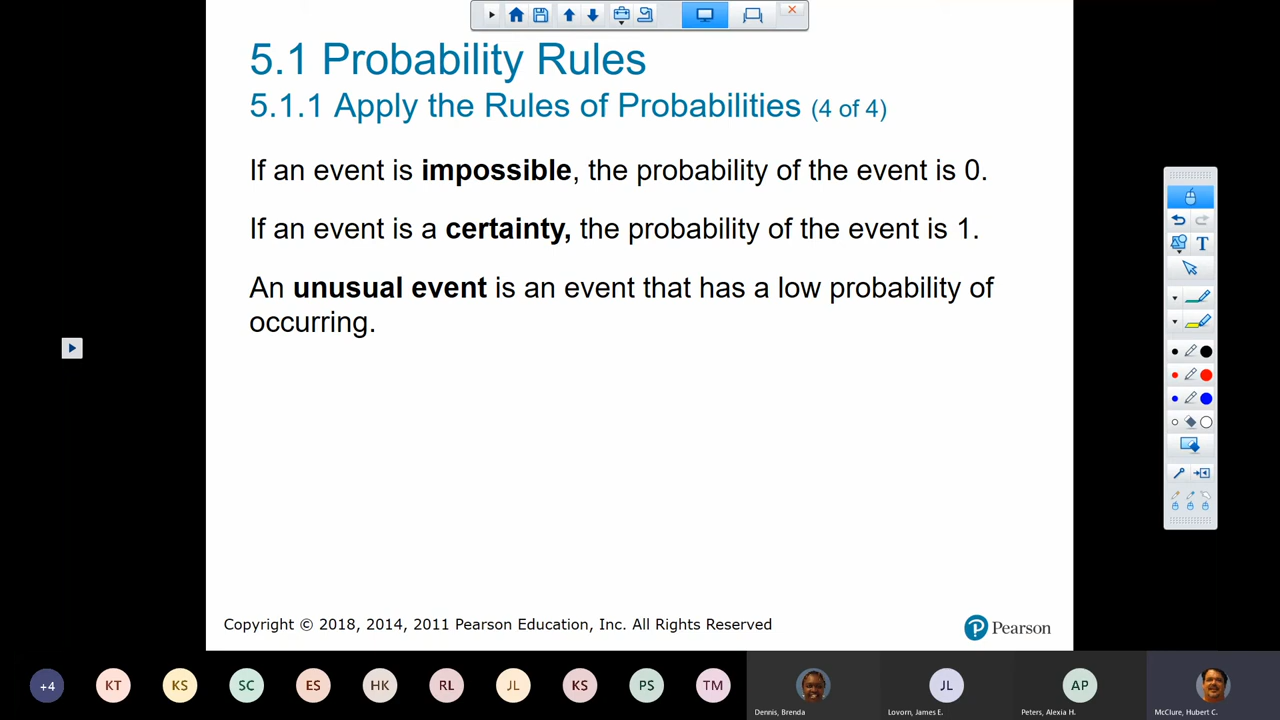 5.1 Probability Rules
5.1.1 Apply the Rules of Probabilities (4 of 4)
If an event is impossible, the probability of the event is 0.
If an event is a certainty, the probability of the event is 1.
An unusual event is an event that has a low probability of
occurring.
T
Copyright © 2018, 2014, 2011 Pearson Education, Inc. All Rights Reserved
Pearson
+4 KT KS SC ES HK RL JL KS PS TM JL AP
Dennis, Brenda Lovorn, James E. Peters, Alexia H. McClure, Hubert C.